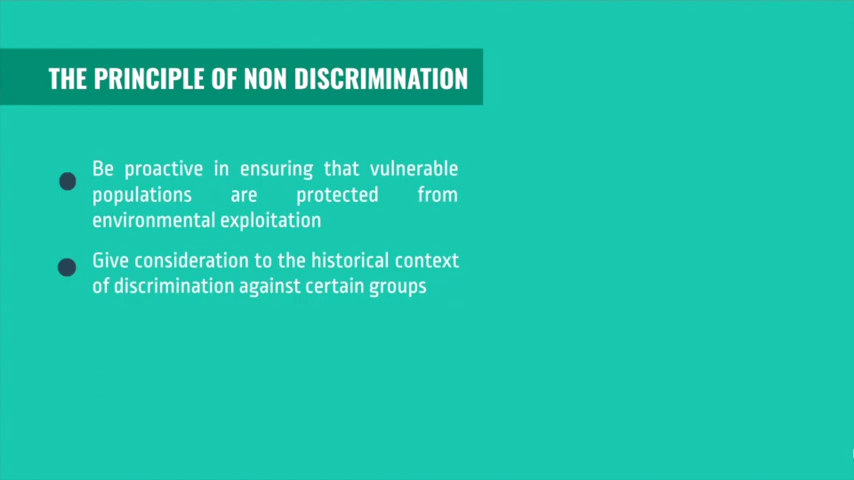 THE PRINCIPLE OF NON DISCRIMINATION
Be proactive in ensuring that vulnerable
populations are protected from
environmental exploitation
Give consideration to the historical context
of discrimination against certain groups